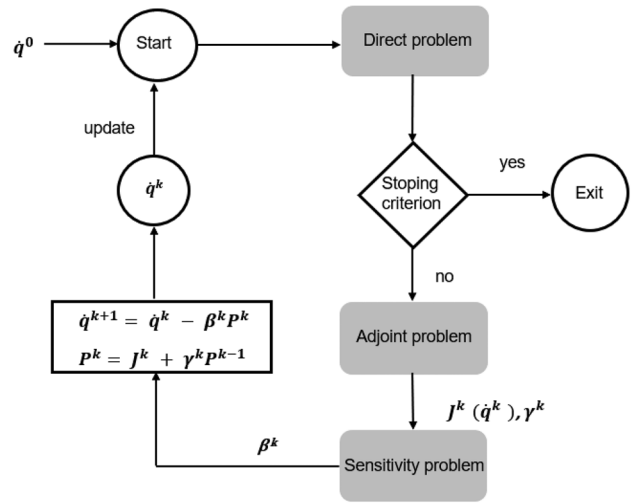 q̇⁰
Start
Direct problem
update
Stoping
criterion
yes
Exit
q̇ᵏ
no
q̇ᵏ⁺¹ = q̇ᵏ − βᵏPᵏ
Pᵏ = Jᵏ + γᵏPᵏ⁻¹
Adjoint problem
Jᵏ (q̇ᵏ), γᵏ
βᵏ
Sensitivity problem